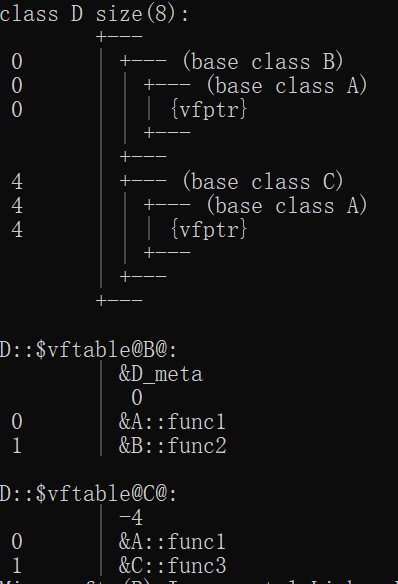 class D size(8):
+---
0 | +--- (base class B)
0 | | +--- (base class A)
0 | | | {vfptr}
| | +---
| +---
4 | +--- (base class C)
4 | | +--- (base class A)
4 | | | {vfptr}
| | +---
| +---
+---
D::$vftable@B@:
| &D_meta
| 0
0 | &A::func1
1 | &B::func2
D::$vftable@C@:
| -4
0 | &A::func1
1 | &C::func3